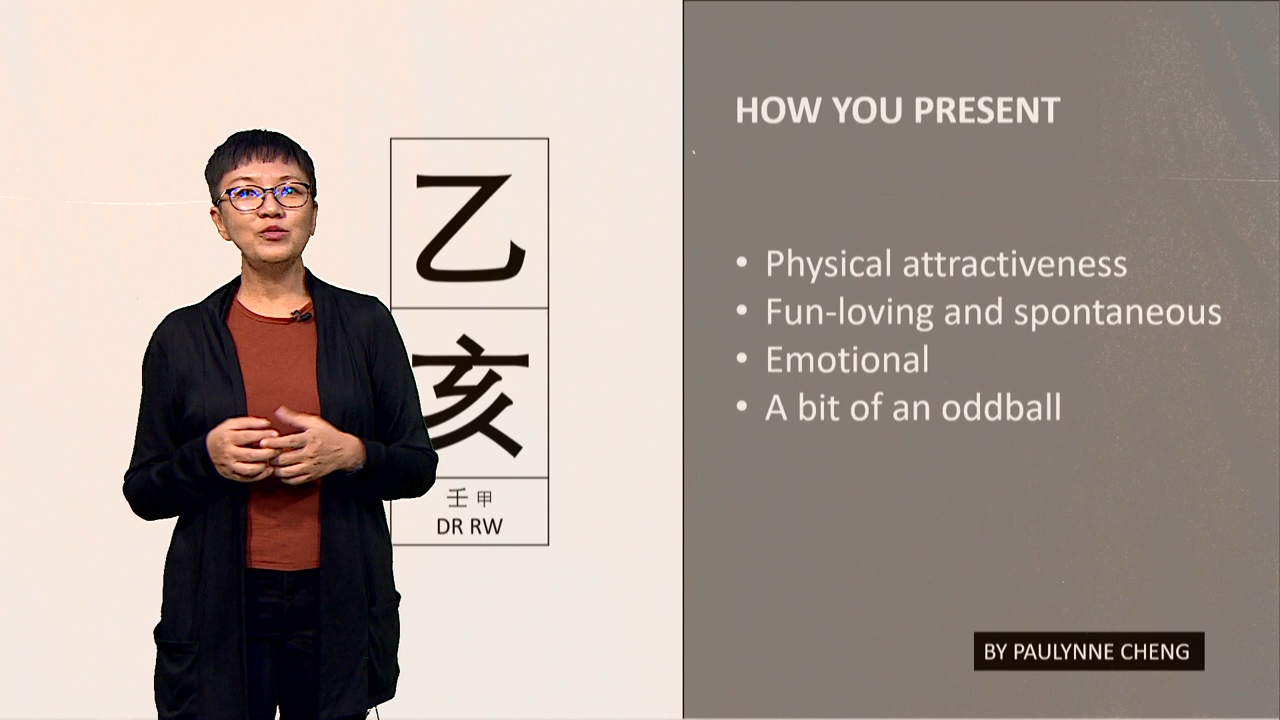 乙
亥
壬 甲
DR RW
HOW YOU PRESENT
• Physical attractiveness
• Fun-loving and spontaneous
• Emotional
• A bit of an oddball
BY PAULYNNE CHENG